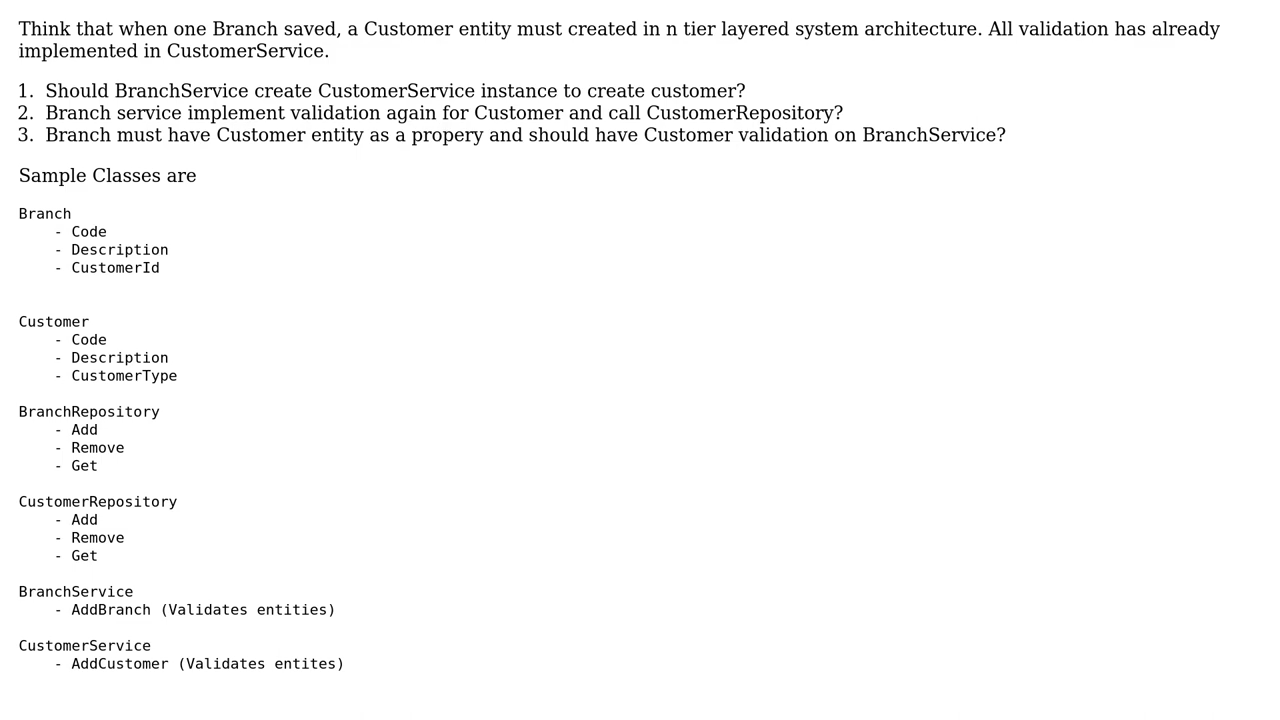 Think that when one Branch saved, a Customer entity must created in n tier layered system architecture. All validation has already
implemented in CustomerService.
1. Should BranchService create CustomerService instance to create customer?
2. Branch service implement validation again for Customer and call CustomerRepository?
3. Branch must have Customer entity as a propery and should have Customer validation on BranchService?
Sample Classes are
Branch
- Code
- Description
- CustomerId
Customer
- Code
- Description
- CustomerType
BranchRepository
- Add
- Remove
- Get
CustomerRepository
- Add
- Remove
- Get
BranchService
- AddBranch (Validates entities)
CustomerService
- AddCustomer (Validates entites)